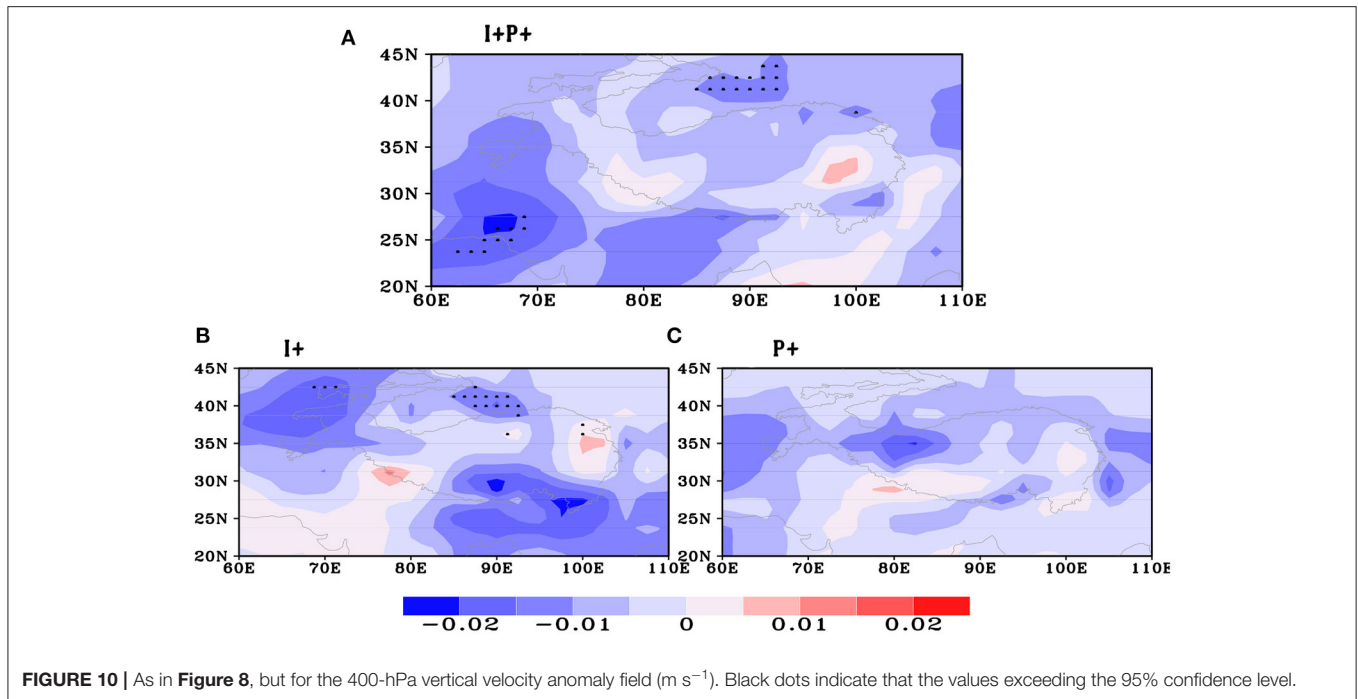 A
I+P+
45N
40N
35N
30N
25N
20N
60E 70E 80E 90E 100E 110E
B
I+
45N
40N
35N
30N
25N
20N
60E 70E 80E 90E 100E 110E
C
P+
45N
40N
35N
30N
25N
20N
60E 70E 80E 90E 100E 110E
−0.02 −0.01 0 0.01 0.02
FIGURE 10 | As in Figure 8, but for the 400-hPa vertical velocity anomaly field (m s−1). Black dots indicate that the values exceeding the 95% confidence level.